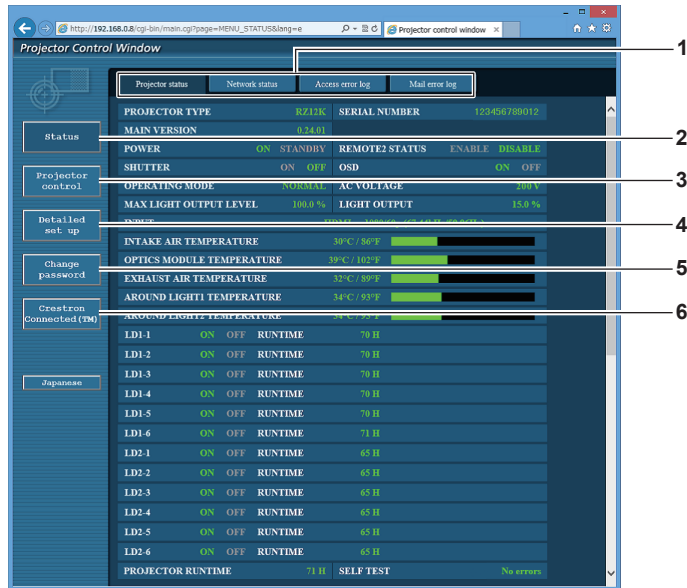 http://192.168.0.8/cgi-bin/main.cgi?page=MENU_STATUS&lang=e
Projector control window
Projector Control Window
1
Projector status Network status Access error log Mail error log
PROJECTOR TYPE RZ12K SERIAL NUMBER 123456789012
MAIN VERSION 0.24.01
Status
2
POWER ON STANDBY REMOTE2 STATUS ENABLE DISABLE
SHUTTER ON OFF OSD ON OFF
Projector control
3
OPERATING MODE NORMAL AC VOLTAGE 200 V
MAX LIGHT OUTPUT LEVEL 100.0 % LIGHT OUTPUT 15.0 %
Detailed set up
4
INPUT
INTAKE AIR TEMPERATURE 30°C / 86°F
OPTICS MODULE TEMPERATURE 39°C / 102°F
Change password
5
EXHAUST AIR TEMPERATURE 32°C / 89°F
AROUND LIGHT1 TEMPERATURE 34°C / 93°F
Crestron Connected(TM)
6
AROUND LIGHT2 TEMPERATURE 34°C / 93°F
LD1-1 ON OFF RUNTIME 70 H
LD1-2 ON OFF RUNTIME 70 H
LD1-3 ON OFF RUNTIME 70 H
Japanese
LD1-4 ON OFF RUNTIME 70 H
LD1-5 ON OFF RUNTIME 70 H
LD1-6 ON OFF RUNTIME 71 H
LD2-1 ON OFF RUNTIME 65 H
LD2-2 ON OFF RUNTIME 65 H
LD2-3 ON OFF RUNTIME 65 H
LD2-4 ON OFF RUNTIME 65 H
LD2-5 ON OFF RUNTIME 65 H
LD2-6 ON OFF RUNTIME 65 H
PROJECTOR RUNTIME 71 H SELF TEST No errors